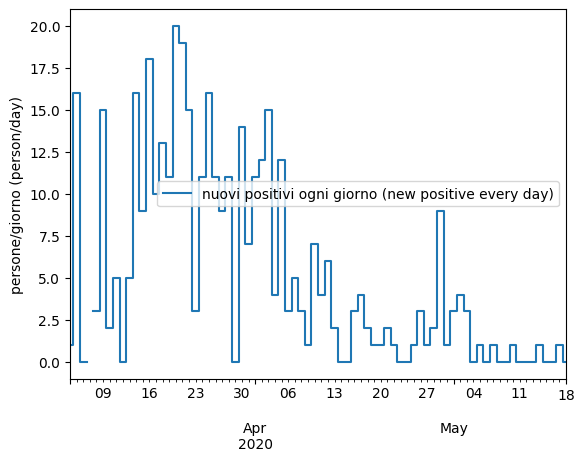 20.0
17.5
15.0
12.5
10.0
7.5
5.0
2.5
0.0
persone/giorno (person/day)
nuovi positivi ogni giorno (new positive every day)
09 16 23 30 06 13 20 27 04 11 18
Apr May
2020